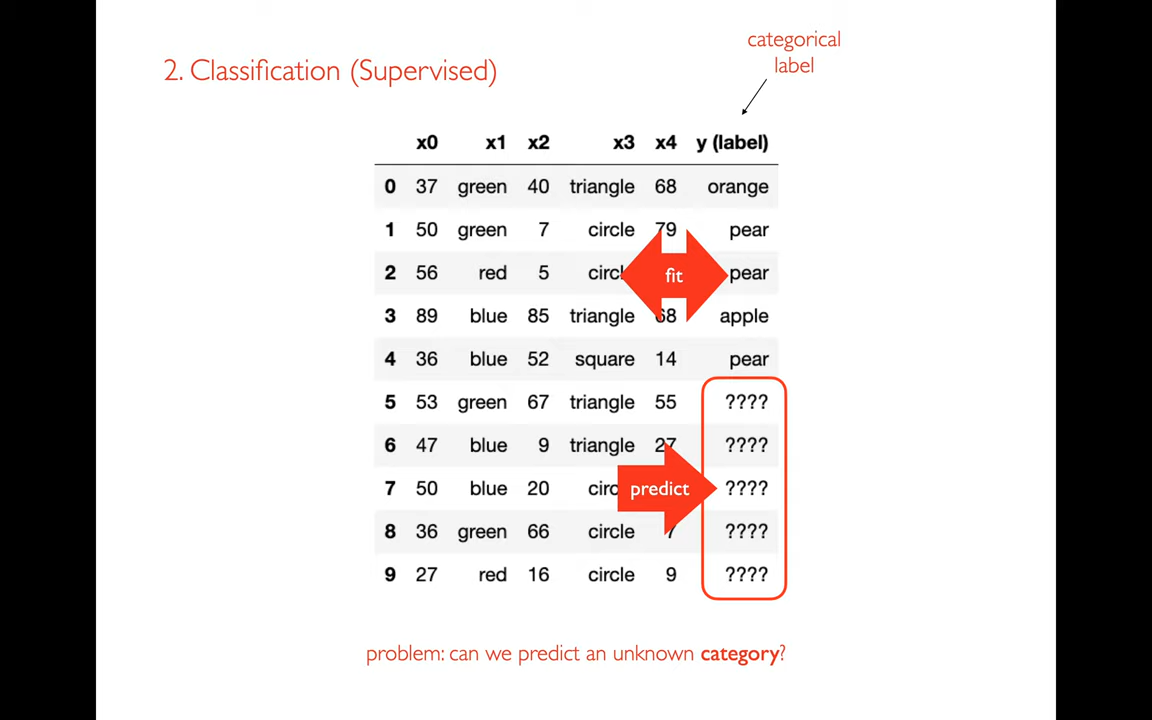 categorical
label
2. Classification (Supervised)
x0 x1 x2 x3 x4 y (label)
0 37 green 40 triangle 68 orange
1 50 green 7 circle 79 pear
2 56 red 5 fit pear
3 89 blue 85 triangle 68 apple
4 36 blue 52 square 14 pear
5 53 green 67 triangle 55 ????
6 47 blue 9 triangle 27 ????
7 50 blue 20 predict ????
8 36 green 66 circle 7 ????
9 27 red 16 circle 9 ????
problem: can we predict an unknown category?